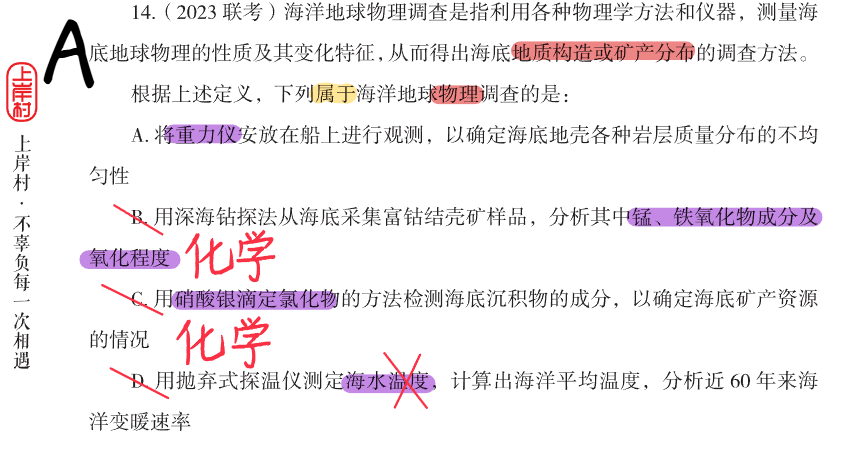 14.（2023 联考）海洋地球物理调查是指利用各种物理学方法和仪器，测量海
A
底地球物理的性质及其变化特征，从而得出海底地质构造或矿产分布的调查方法。
根据上述定义，下列属于海洋地球物理调查的是：
A. 将重力仪安放在船上进行观测，以确定海底地壳各种岩层质量分布的不均
匀性
B. 用深海钻探法从海底采集富钴结壳矿样品，分析其中锰、铁氧化物成分及
氧化程度
化学
C. 用硝酸银滴定氯化物的方法检测海底沉积物的成分，以确定海底矿产资源
的情况
化学
D. 用抛弃式探温仪测定海水温度，计算出海洋平均温度，分析近 60 年来海
洋变暖速率
上岸村
上岸村·不辜负每一次相遇